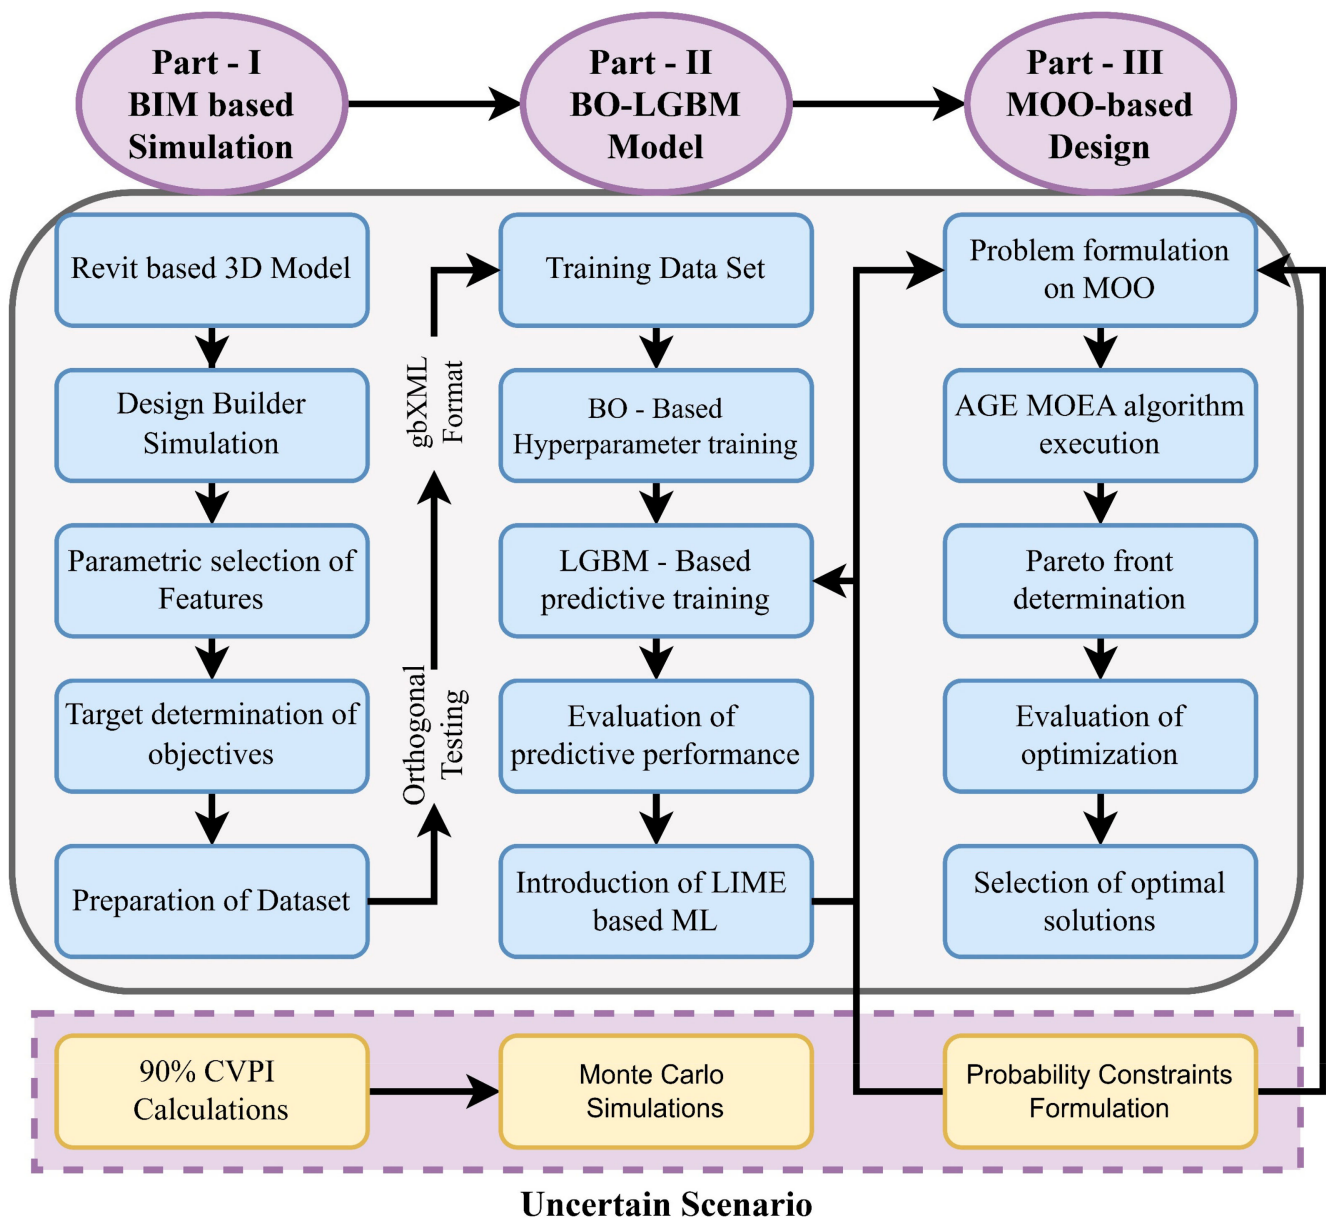 Part - I
BIM based
Simulation
Part - II
BO-LGBM
Model
Part - III
MOO-based
Design
Revit based 3D Model
Design Builder
Simulation
Parametric selection of
Features
Target determination of
objectives
Preparation of Dataset
Orthogonal
Testing
gbXML
Format
Training Data Set
BO - Based
Hyperparameter training
LGBM - Based
predictive training
Evaluation of
predictive performance
Introduction of LIME
based ML
Problem formulation
on MOO
AGE MOEA algorithm
execution
Pareto front
determination
Evaluation of
optimization
Selection of optimal
solutions
90% CVPI
Calculations
Monte Carlo
Simulations
Probability Constraints
Formulation
Uncertain Scenario